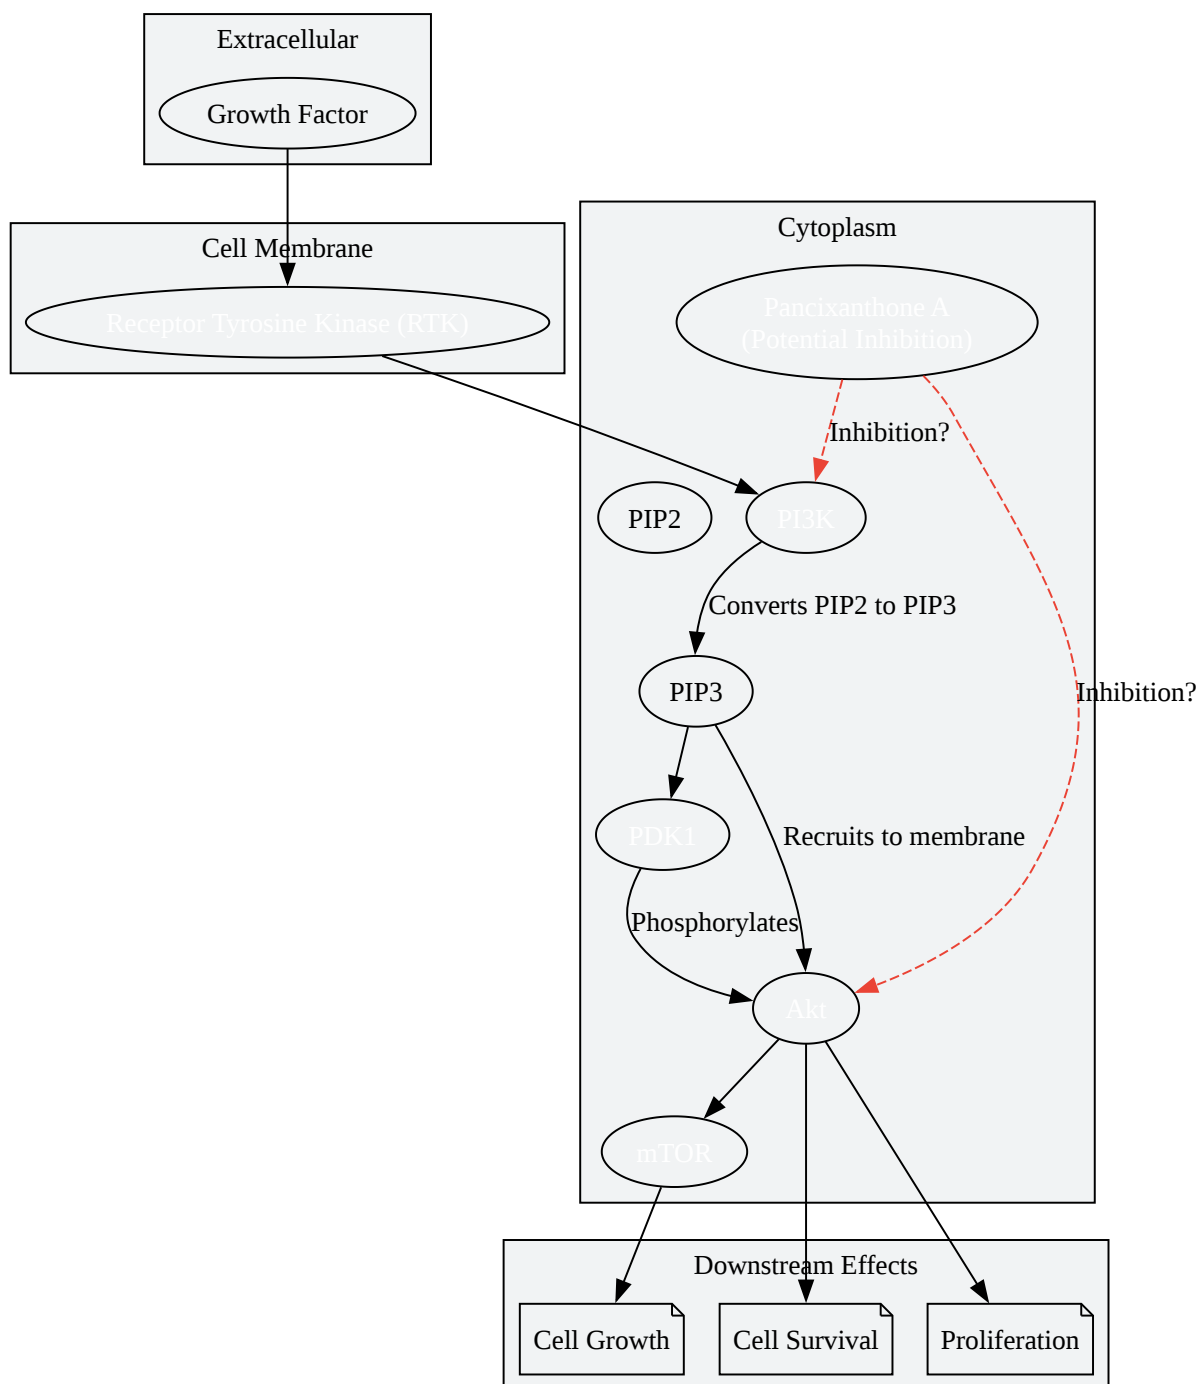 Extracellular
Growth Factor
Cell Membrane
Receptor Tyrosine Kinase (RTK)
Cytoplasm
Pancixanthone A
(Potential Inhibition)
Inhibition?
PIP2
PI3K
Converts PIP2 to PIP3
PIP3
Inhibition?
PDK1
Recruits to membrane
Phosphorylates
Akt
mTOR
Downstream Effects
Cell Growth
Cell Survival
Proliferation